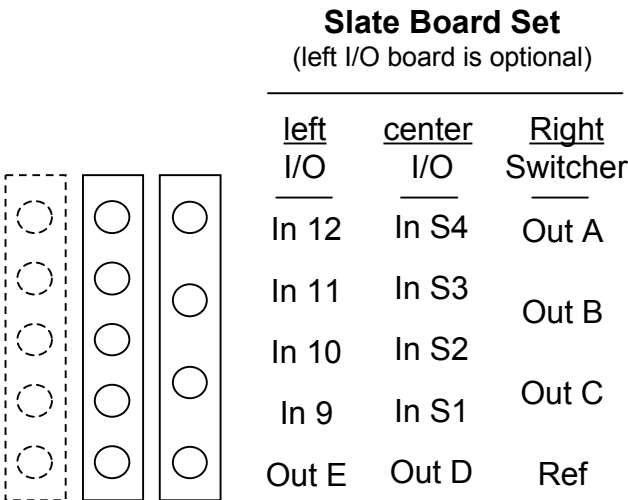 Slate Board Set
(left I/O board is optional)
left center Right
I/O I/O Switcher
In 12 In S4 Out A
In 11 In S3 Out B
In 10 In S2 Out C
In 9 In S1
Out E Out D Ref